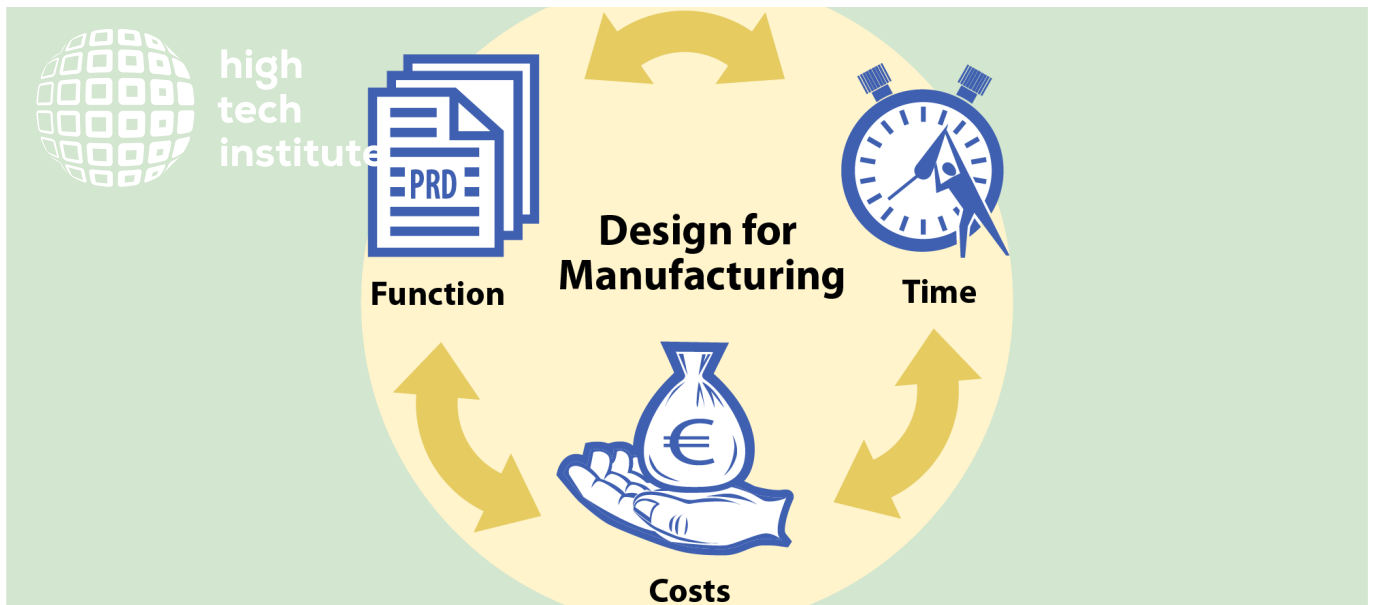 high
tech
institute
PRD
Design for
Manufacturing
Function
Time
€
Costs